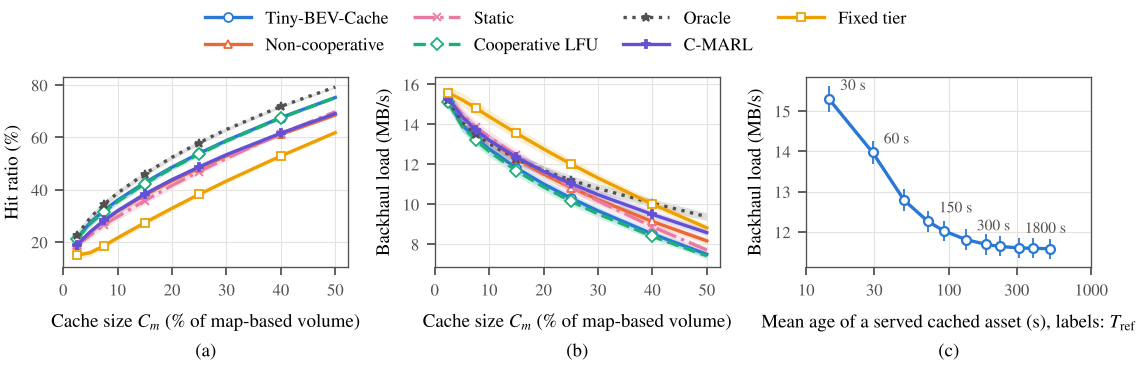 Tiny-BEV-Cache
Static
Oracle
Fixed tier
Non-cooperative
Cooperative LFU
C-MARL
Hit ratio (%)
80
60
40
20
0
10
20
30
40
50
Cache size Cm (% of map-based volume)
(a)
Backhaul load (MB/s)
16
14
12
10
8
0
10
20
30
40
50
Cache size Cm (% of map-based volume)
(b)
Backhaul load (MB/s)
15
14
13
12
30 s
60 s
150 s
300 s
1800 s
10
30
100
300
1000
Mean age of a served cached asset (s), labels: Tref
(c)